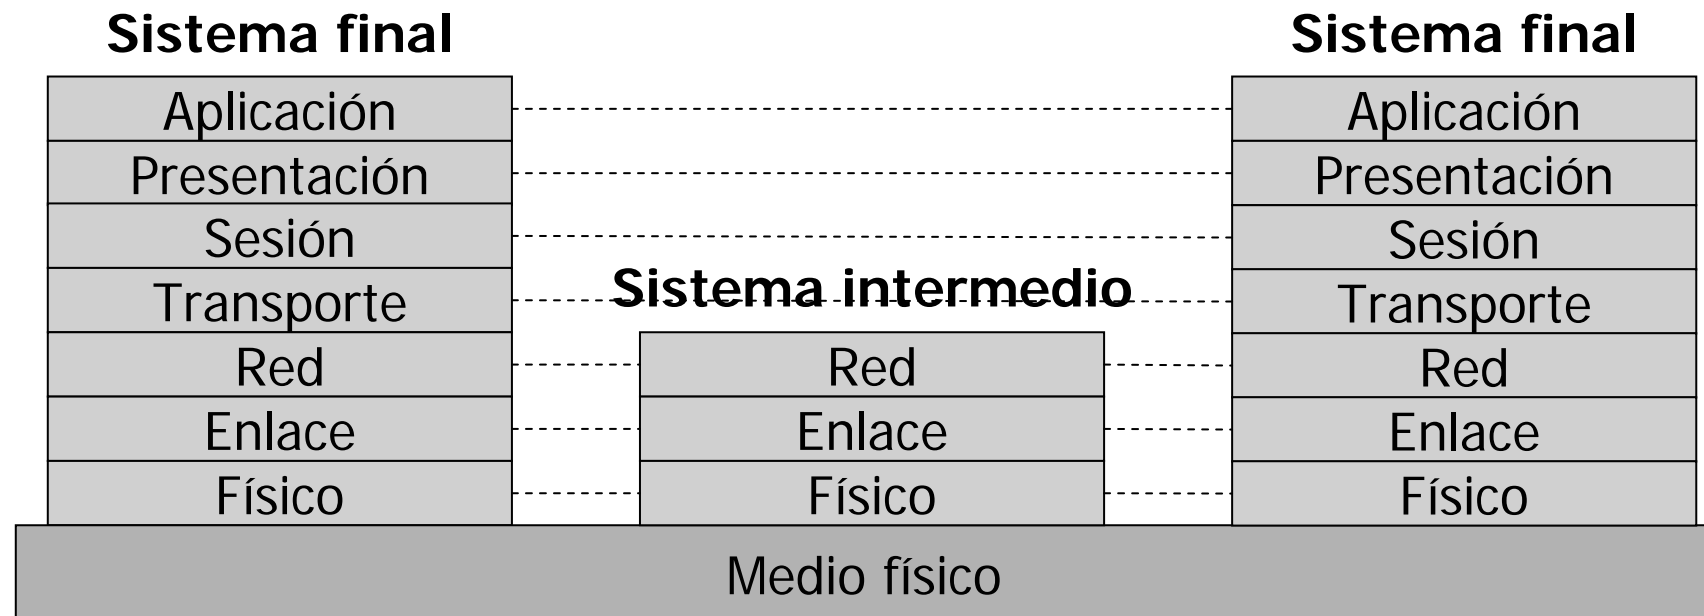 Sistema final
Aplicación
Presentación
Sesión
Transporte
Red
Enlace
Físico
Sistema intermedio
Red
Enlace
Físico
Sistema final
Aplicación
Presentación
Sesión
Transporte
Red
Enlace
Físico
Medio físico